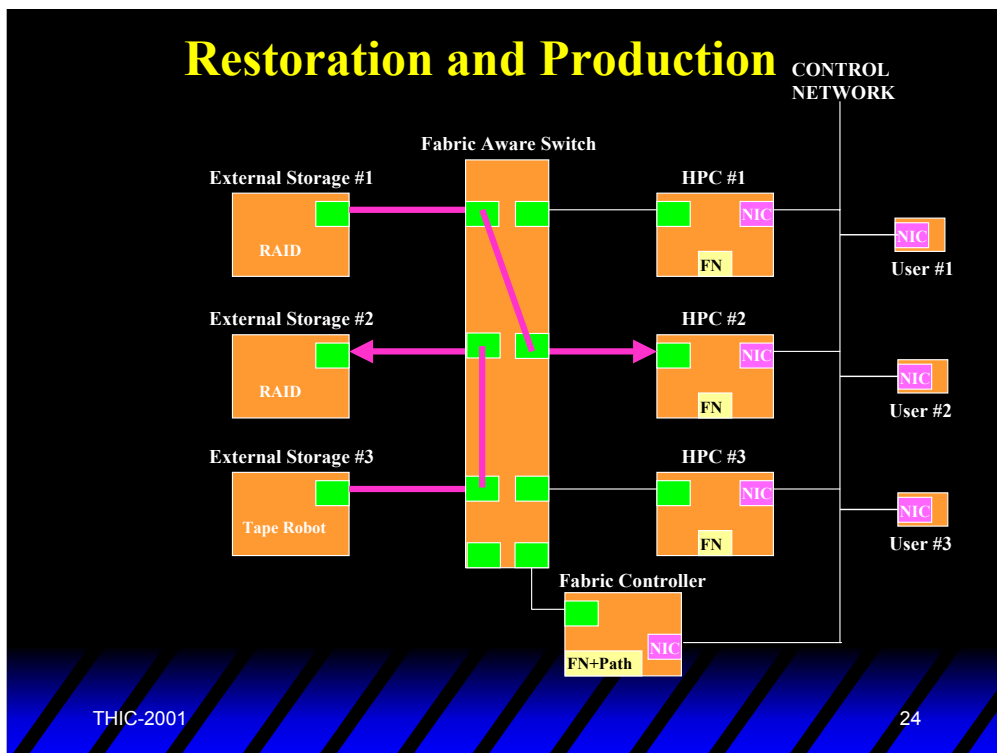 Restoration and Production
CONTROL
NETWORK
Fabric Aware Switch
External Storage #1
HPC #1
NIC
RAID
FN
NIC
User #1
External Storage #2
HPC #2
NIC
RAID
FN
NIC
User #2
External Storage #3
HPC #3
NIC
Tape Robot
FN
NIC
User #3
Fabric Controller
NIC
FN+Path
THIC-2001
24